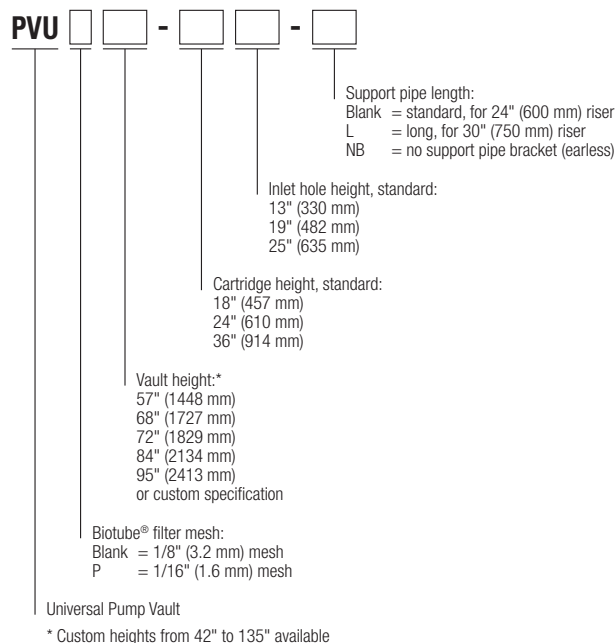 PVU - -
Support pipe length:
Blank = standard, for 24" (600 mm) riser
L = long, for 30" (750 mm) riser
NB = no support pipe bracket (earless)
Inlet hole height, standard:
13" (330 mm)
19" (482 mm)
25" (635 mm)
Cartridge height, standard:
18" (457 mm)
24" (610 mm)
36" (914 mm)
Vault height:*
57" (1448 mm)
68" (1727 mm)
72" (1829 mm)
84" (2134 mm)
95" (2413 mm)
or custom specification
Biotube® filter mesh:
Blank = 1/8" (3.2 mm) mesh
P = 1/16" (1.6 mm) mesh
Universal Pump Vault
* Custom heights from 42" to 135" available